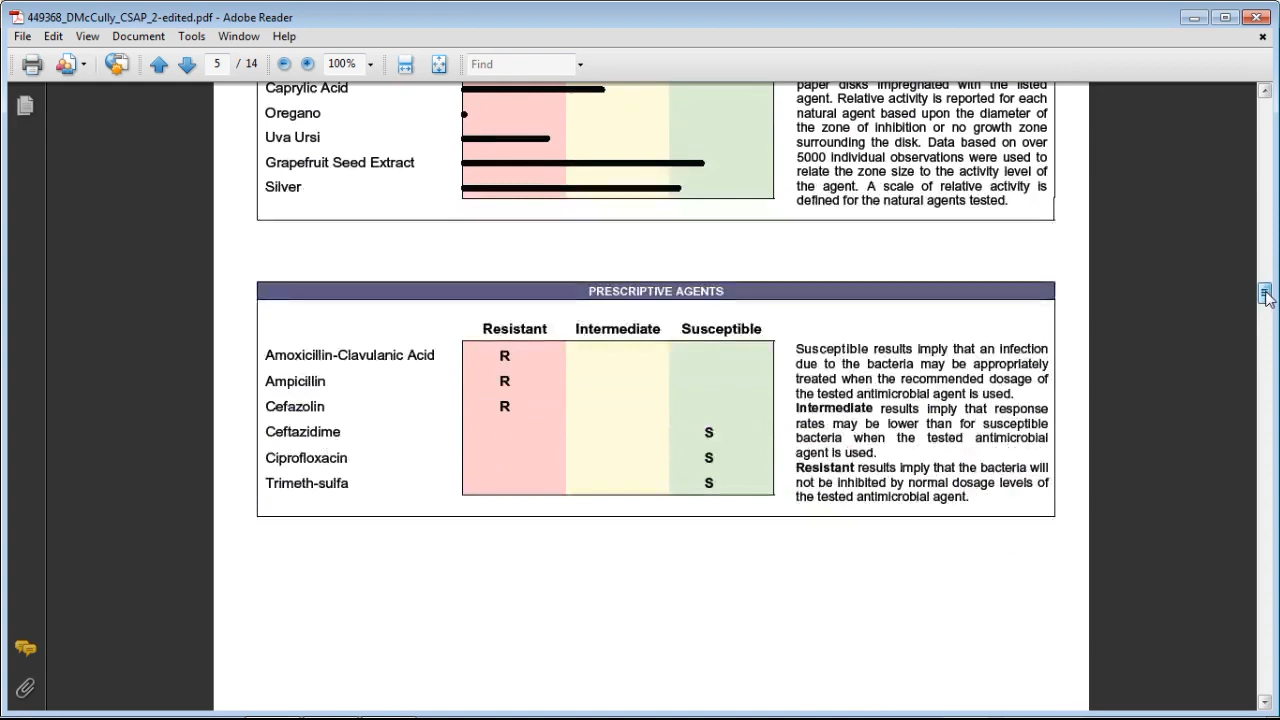 449368_DMcCully_CSAP_2-edited.pdf - Adobe Reader
File Edit View Document Tools Window Help
5 / 14 100% Find
Caprylic Acid
Oregano
Uva Ursi
Grapefruit Seed Extract
Silver
paper disks impregnated with the listed
agent. Relative activity is reported for each
natural agent based upon the diameter of
the zone of inhibition or no growth zone
surrounding the disk. Data based on over
5000 individual observations were used to
relate the zone size to the activity level of
the agent. A scale of relative activity is
defined for the natural agents tested.
PRESCRIPTIVE AGENTS
Resistant Intermediate Susceptible
Amoxicillin-Clavulanic Acid R
Ampicillin R
Cefazolin R
Ceftazidime S
Ciprofloxacin S
Trimeth-sulfa S
Susceptible results imply that an infection
due to the bacteria may be appropriately
treated when the recommended dosage of
the tested antimicrobial agent is used.
Intermediate results imply that response
rates may be lower than for susceptible
bacteria when the tested antimicrobial
agent is used.
Resistant results imply that the bacteria will
not be inhibited by normal dosage levels of
the tested antimicrobial agent.